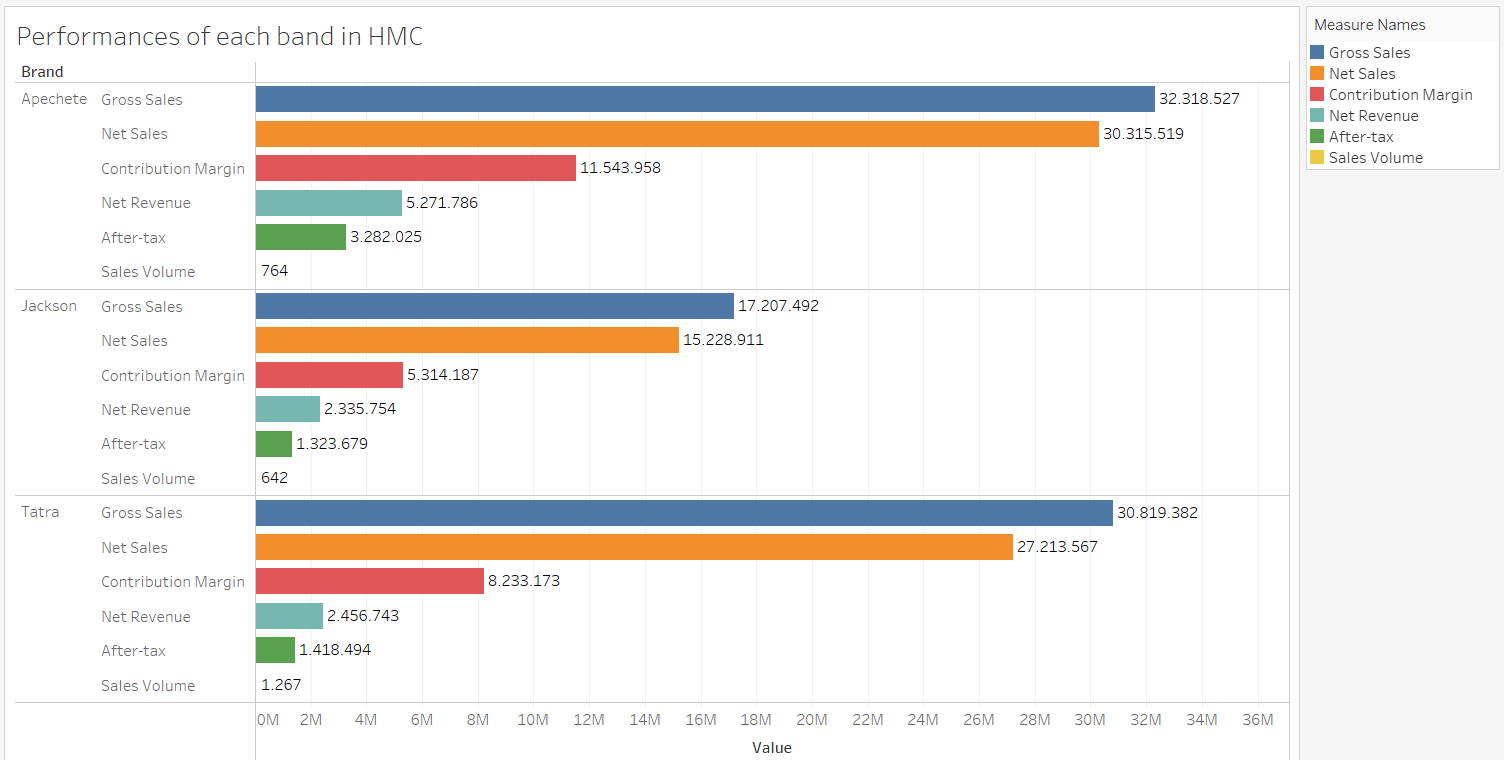 Performances of each band in HMC
Measure Names
Gross Sales
Net Sales
Contribution Margin
Net Revenue
After-tax
Sales Volume
Brand
Apechete Gross Sales 32.318.527
Net Sales 30.315.519
Contribution Margin 11.543.958
Net Revenue 5.271.786
After-tax 3.282.025
Sales Volume 764
Jackson Gross Sales 17.207.492
Net Sales 15.228.911
Contribution Margin 5.314.187
Net Revenue 2.335.754
After-tax 1.323.679
Sales Volume 642
Tatra Gross Sales 30.819.382
Net Sales 27.213.567
Contribution Margin 8.233.173
Net Revenue 2.456.743
After-tax 1.418.494
Sales Volume 1.267
0M 2M 4M 6M 8M 10M 12M 14M 16M 18M 20M 22M 24M 26M 28M 30M 32M 34M 36M
Value